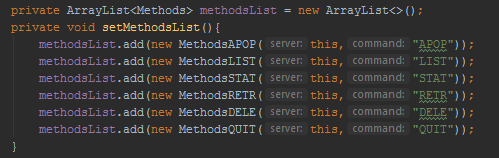 private ArrayList<Methods> methodsList = new ArrayList<>();
private void setMethodsList(){
methodsList.add(new MethodsAPOP( server: this, command: "APOP"));
methodsList.add(new MethodsLIST( server: this, command: "LIST"));
methodsList.add(new MethodsSTAT( server: this, command: "STAT"));
methodsList.add(new MethodsRETR( server: this, command: "RETR"));
methodsList.add(new MethodsDELE( server: this, command: "DELE"));
methodsList.add(new MethodsQUIT( server: this, command: "QUIT"));
}